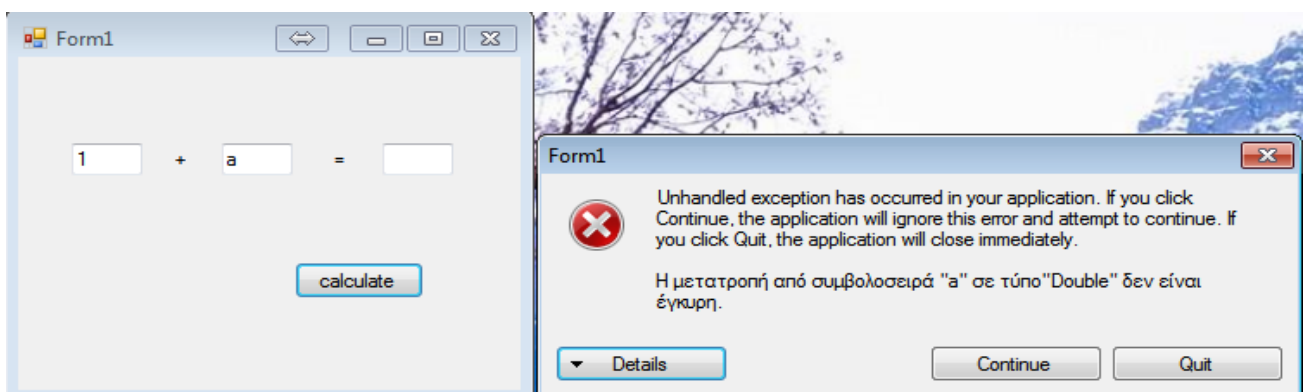 Form1
1 + a =
calculate
Form1
Unhandled exception has occurred in your application. If you click
Continue, the application will ignore this error and attempt to continue. If
you click Quit, the application will close immediately.
Η μετατροπή από συμβολοσειρά "a" σε τύπο"Double" δεν είναι
έγκυρη.
Details Continue Quit